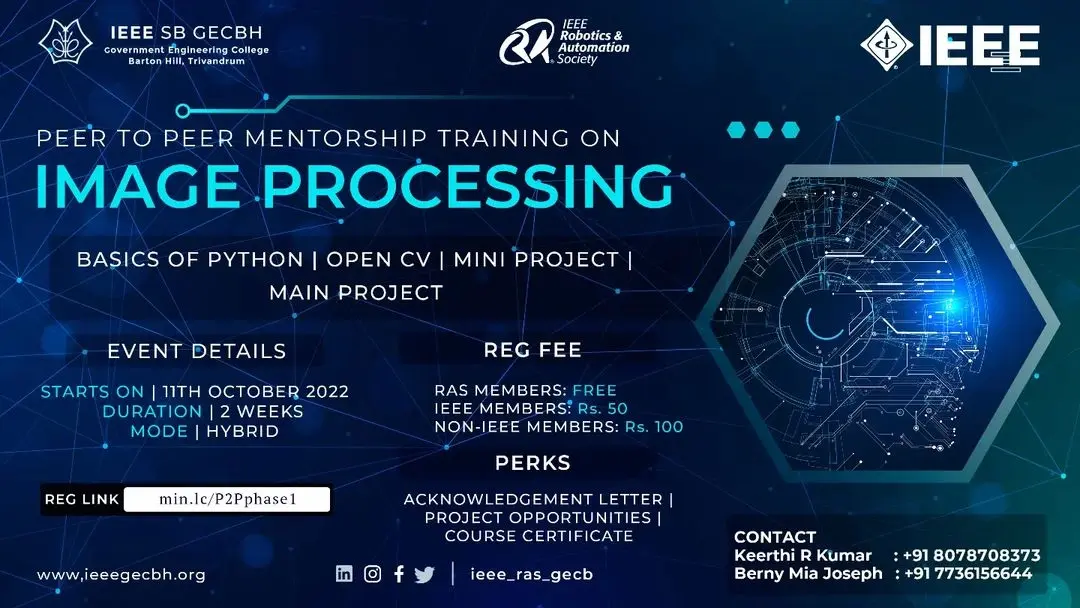 IEEE SB GECBH
Government Engineering College
Barton Hill, Trivandrum
IEEE
Robotics &
Automation
Society
IEEE
PEER TO PEER MENTORSHIP TRAINING ON
IMAGE PROCESSING
BASICS OF PYTHON | OPEN CV | MINI PROJECT |
MAIN PROJECT
EVENT DETAILS
STARTS ON | 11TH OCTOBER 2022
DURATION | 2 WEEKS
MODE | HYBRID
REG LINK min.lc/P2Pphase1
REG FEE
RAS MEMBERS: FREE
IEEE MEMBERS: Rs. 50
NON-IEEE MEMBERS: Rs. 100
PERKS
ACKNOWLEDGEMENT LETTER |
PROJECT OPPORTUNITIES |
COURSE CERTIFICATE
CONTACT
Keerthi R Kumar : +91 8078708373
Berny Mia Joseph : +91 7736156644
www.ieeegecbh.org
ieee_ras_gecb